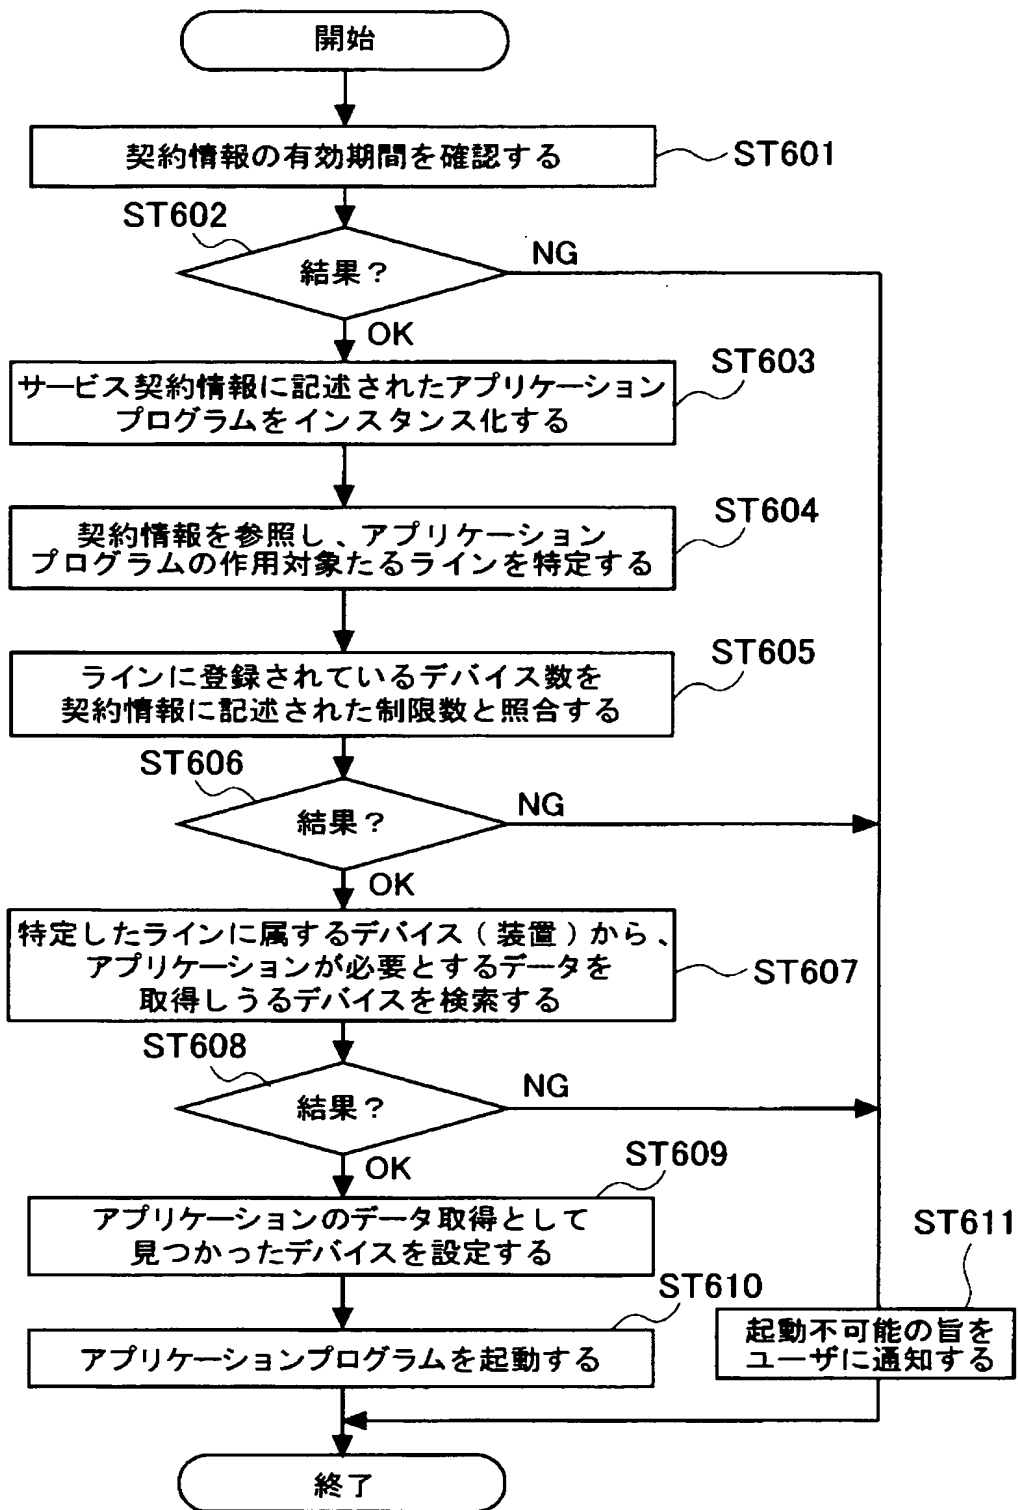 開始
契約情報の有効期間を確認する
ST601
ST602
結果？
NG
OK
ST603
サービス契約情報に記述されたアプリケーション
プログラムをインスタンス化する
ST604
契約情報を参照し、アプリケーション
プログラムの作用対象たるラインを特定する
ST605
ラインに登録されているデバイス数を
契約情報に記述された制限数と照合する
ST606
結果？
NG
OK
特定したラインに属するデバイス（装置）から、
アプリケーションが必要とするデータを
取得しうるデバイスを検索する
ST607
ST608
結果？
NG
OK
ST609
アプリケーションのデータ取得として
見つかったデバイスを設定する
ST610
アプリケーションプログラムを起動する
ST611
起動不可能の旨を
ユーザに通知する
終了